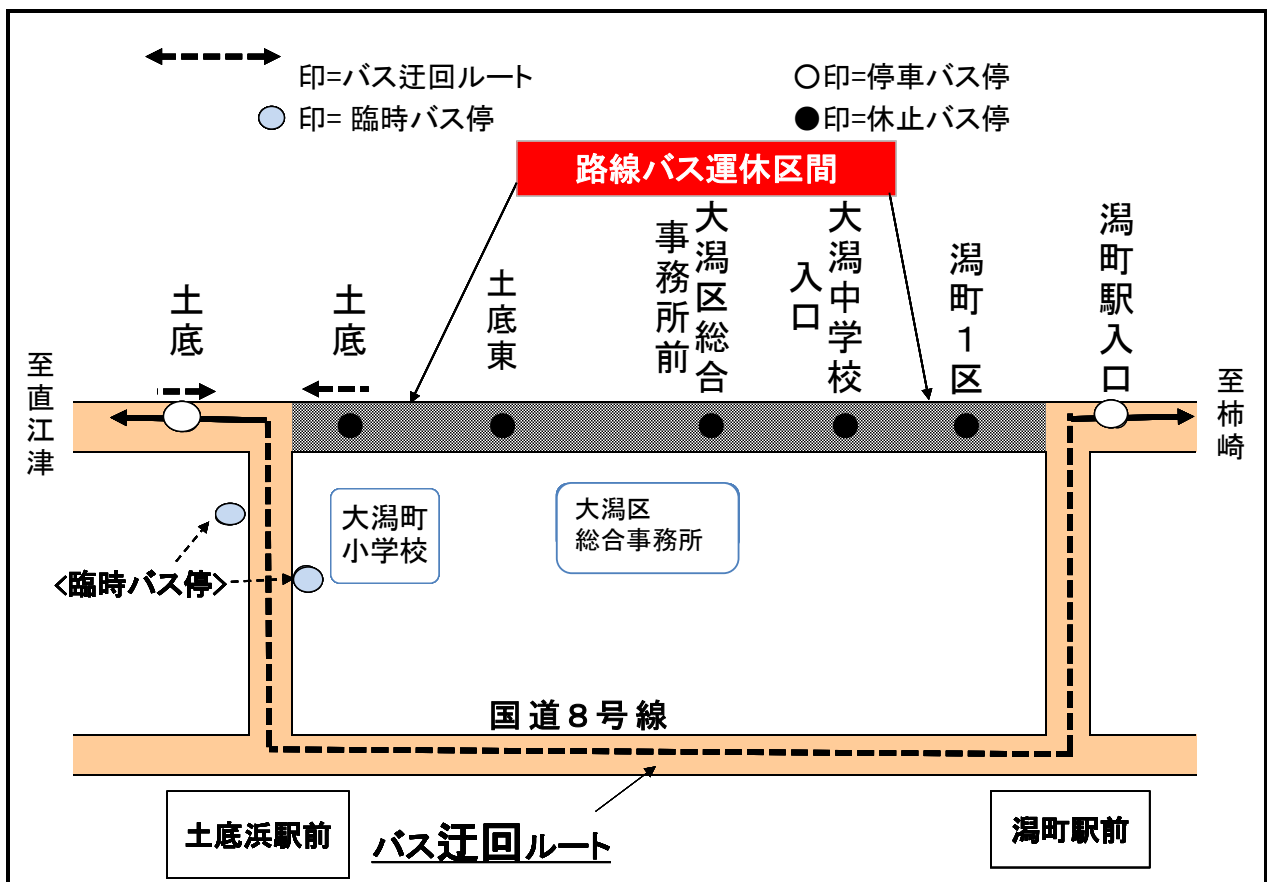 印=バス迂回ルート
○印=停車バス停
印= 臨時バス停
●印=休止バス停
路線バス運休区間
至直江津
土底
土底
土底東
大潟区総合
事務所前
大潟中学校
入口
潟町1区
潟町駅入口
至柿崎
大潟町
小学校
大潟区
総合事務所
<臨時バス停>
国道8号線
土底浜駅前
バス迂回ルート
潟町駅前